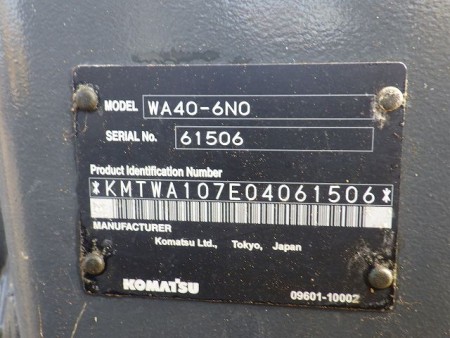 MODEL WA40-6N0
SERIAL No. 61506
Product Identification Number
*KMTWA107E04061506*
MANUFACTURER
Komatsu Ltd., Tokyo, Japan
KOMATSU
09601-10002